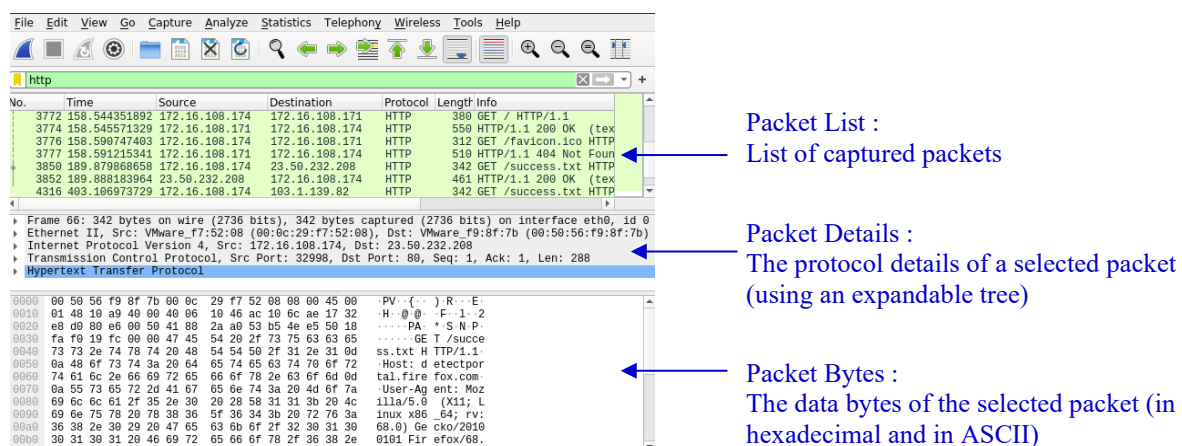 File Edit View Go Capture Analyze Statistics Telephony Wireless Tools Help
http
No. Time Source Destination Protocol Length Info
3772 158.544351892 172.16.108.174 172.16.108.171 HTTP 380 GET / HTTP/1.1
3774 158.545571329 172.16.108.171 172.16.108.174 HTTP 550 HTTP/1.1 200 OK (tex
3776 158.590747403 172.16.108.174 172.16.108.171 HTTP 312 GET /favicon.ico HTTP
3777 158.591215341 172.16.108.171 172.16.108.174 HTTP 510 HTTP/1.1 404 Not Foun
3850 189.879868658 172.16.108.174 23.50.232.208 HTTP 342 GET /success.txt HTTP
3852 189.888183964 23.50.232.208 172.16.108.174 HTTP 461 HTTP/1.1 200 OK (tex
4316 403.106973729 172.16.108.174 103.1.139.82 HTTP 342 GET /success.txt HTTP
Packet List :
List of captured packets
Frame 66: 342 bytes on wire (2736 bits), 342 bytes captured (2736 bits) on interface eth0, id 0
Ethernet II, Src: VMware_f7:52:08 (00:0c:29:f7:52:08), Dst: VMware_f9:8f:7b (00:50:56:f9:8f:7b)
Internet Protocol Version 4, Src: 172.16.108.174, Dst: 23.50.232.208
Transmission Control Protocol, Src Port: 32998, Dst Port: 80, Seq: 1, Ack: 1, Len: 288
Hypertext Transfer Protocol
Packet Details :
The protocol details of a selected packet
(using an expandable tree)
0000 00 50 56 f9 8f 7b 00 0c 29 f7 52 08 08 00 45 00 ·PV··{·· )·R···E·
0010 01 48 10 a9 40 00 40 06 10 46 ac 10 6c ae 17 32 ·H··@·@· ·F··l··2
0020 e8 d0 80 e6 00 50 41 88 2a a0 53 b4 4e e5 50 18 ·····PA· *·S·N·P·
0030 fa f0 19 fc 00 00 47 45 54 20 2f 73 75 63 63 65 ······GE T /succe
0040 73 73 2e 74 78 74 20 48 54 54 50 2f 31 2e 31 0d ss.txt H TTP/1.1·
0050 0a 48 6f 73 74 3a 20 64 65 74 65 63 74 70 6f 72 ·Host: d etectpor
0060 74 61 6c 2e 66 69 72 65 66 6f 78 2e 63 6f 6d 0d tal.fire fox.com·
0070 0a 55 73 65 72 2d 41 67 65 6e 74 3a 20 4d 6f 7a ·User-Ag ent: Moz
0080 69 6c 6c 61 2f 35 2e 30 20 28 58 31 31 3b 20 4c illa/5.0 (X11; L
0090 69 6e 75 78 20 78 38 36 5f 36 34 3b 20 72 76 3a inux x86 _64; rv:
00a0 36 38 2e 30 29 20 47 65 63 6b 6f 2f 32 30 31 30 68.0) Ge cko/2010
00b0 30 31 30 31 20 46 69 72 65 66 6f 78 2f 36 38 2e 0101 Fir efox/68.
Packet Bytes :
The data bytes of the selected packet (in
hexadecimal and in ASCII)